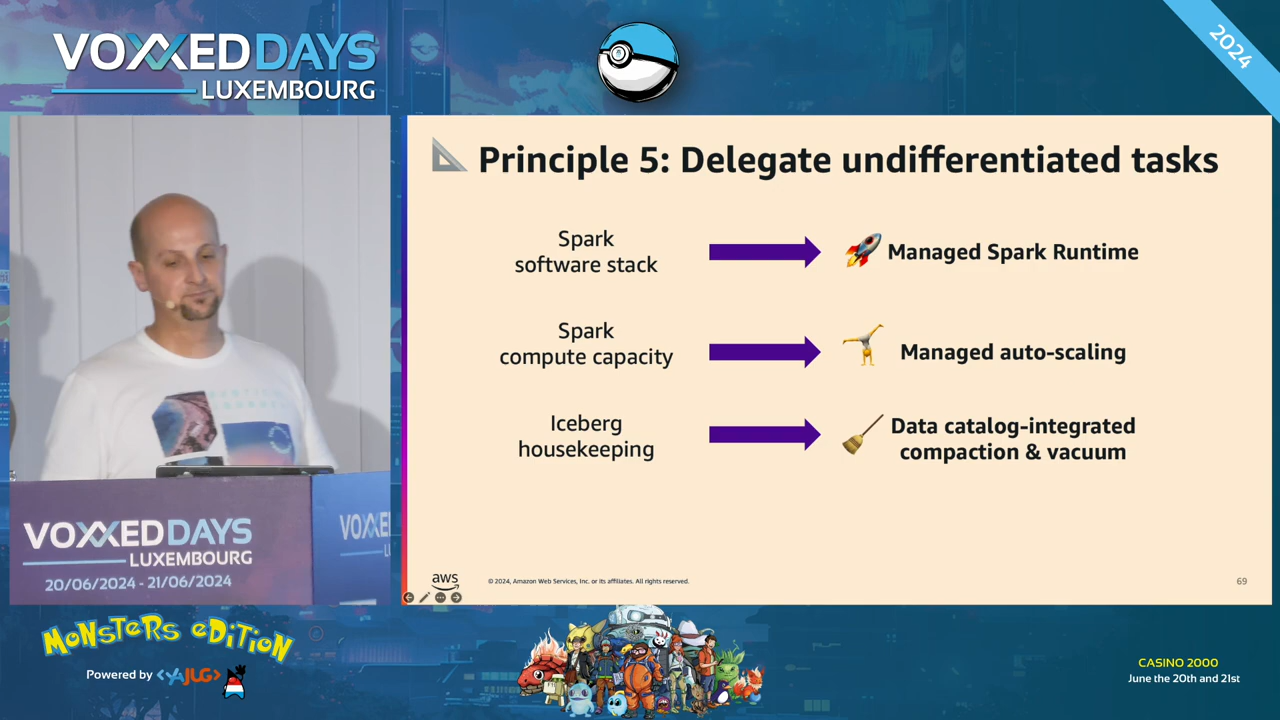 VOXXEDDAYS
LUXEMBOURG
2024
Principle 5: Delegate undifferentiated tasks
Spark
software stack
Managed Spark Runtime
Spark
compute capacity
Managed auto-scaling
Iceberg
housekeeping
Data catalog-integrated
compaction & vacuum
aws
© 2024, Amazon Web Services, Inc. or its affiliates. All rights reserved.
69
VOXXEDDAYS
LUXEMBOURG
20/06/2024 - 21/06/2024
VOXXE
MONSTERS EDITION
Powered by <YAJUG>
CASINO 2000
June the 20th and 21st